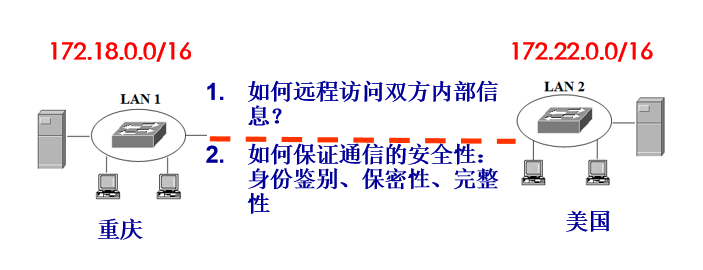 172.18.0.0/16
172.22.0.0/16
LAN 1
LAN 2
1. 如何远程访问双方内部信
息？
2. 如何保证通信的安全性：
身份鉴别、保密性、完整
性
重庆
美国